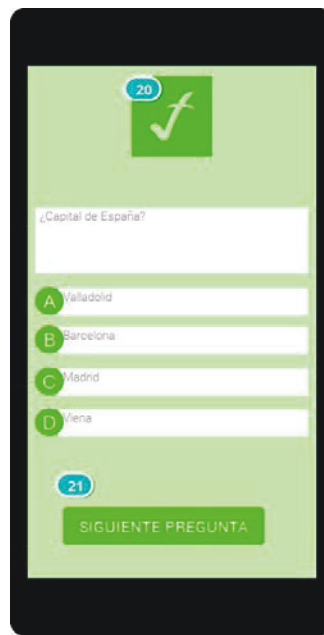 20
¿Capital de España?
A Valladolid
B Barcelona
C Madrid
D Viena
21
SIGUIENTE PREGUNTA